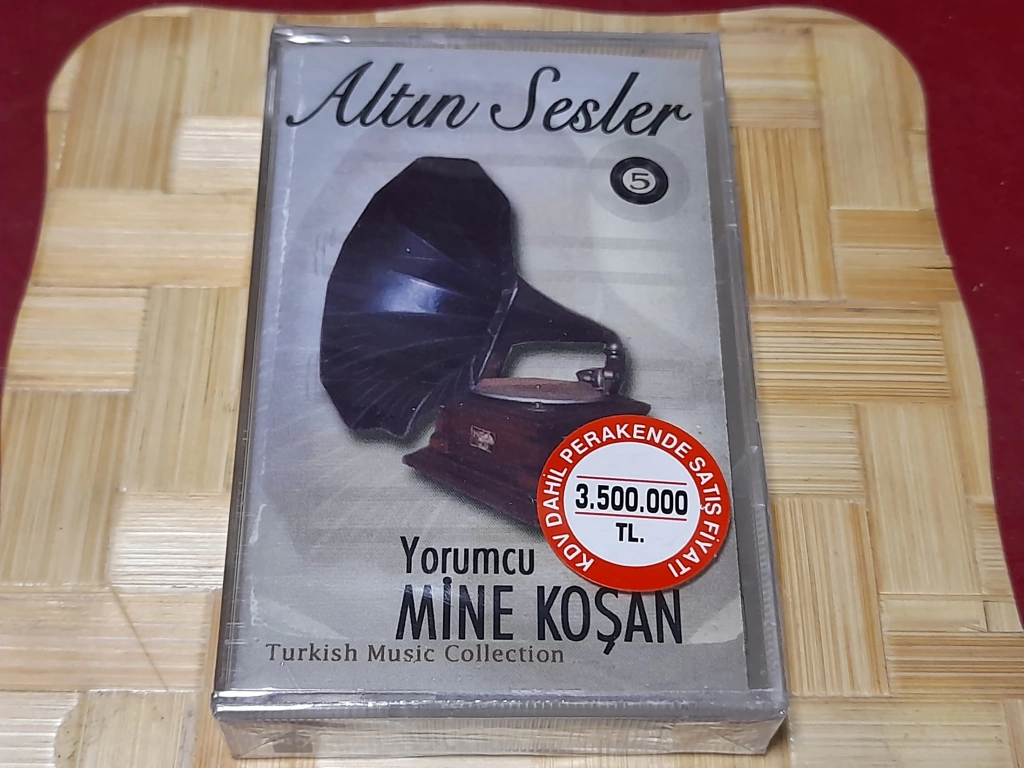 Altın Sesler
5
KDV DAHİL PERAKENDE SATIŞ FİYATI
3.500.000
TL.
Yorumcu
MİNE KOŞAN
Turkish Music Collection